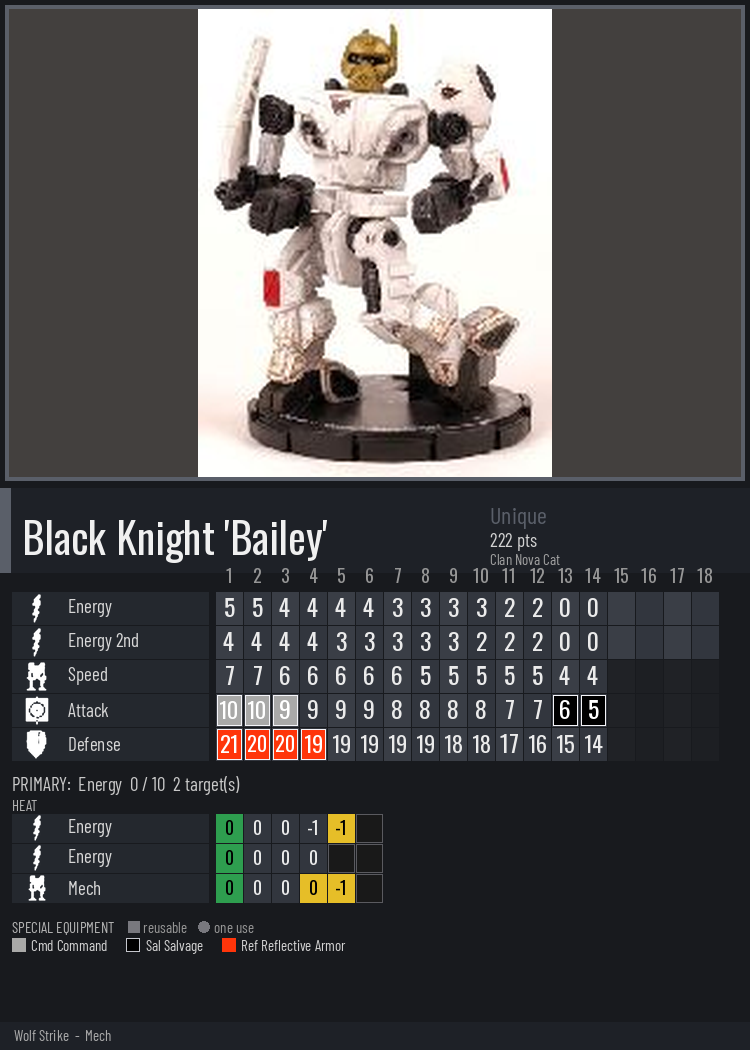 Black Knight 'Bailey'
Unique
222 pts
Clan Nova Cat
1 2 3 4 5 6 7 8 9 10 11 12 13 14 15 16 17 18
Energy 5 5 4 4 4 4 3 3 3 3 2 2 0 0
Energy 2nd 4 4 4 4 3 3 3 3 3 2 2 2 0 0
Speed 7 7 6 6 6 6 6 5 5 5 5 5 4 4
Attack 10 10 9 9 9 9 8 8 8 8 7 7 6 5
Defense 21 20 20 19 19 19 19 19 18 18 17 16 15 14
PRIMARY: Energy 0 / 10 2 target(s)
HEAT
Energy 0 0 0 -1 -1
Energy 0 0 0 0
Mech 0 0 0 0 -1
SPECIAL EQUIPMENT reusable one use
Cmd Command Sal Salvage Ref Reflective Armor
Wolf Strike - Mech